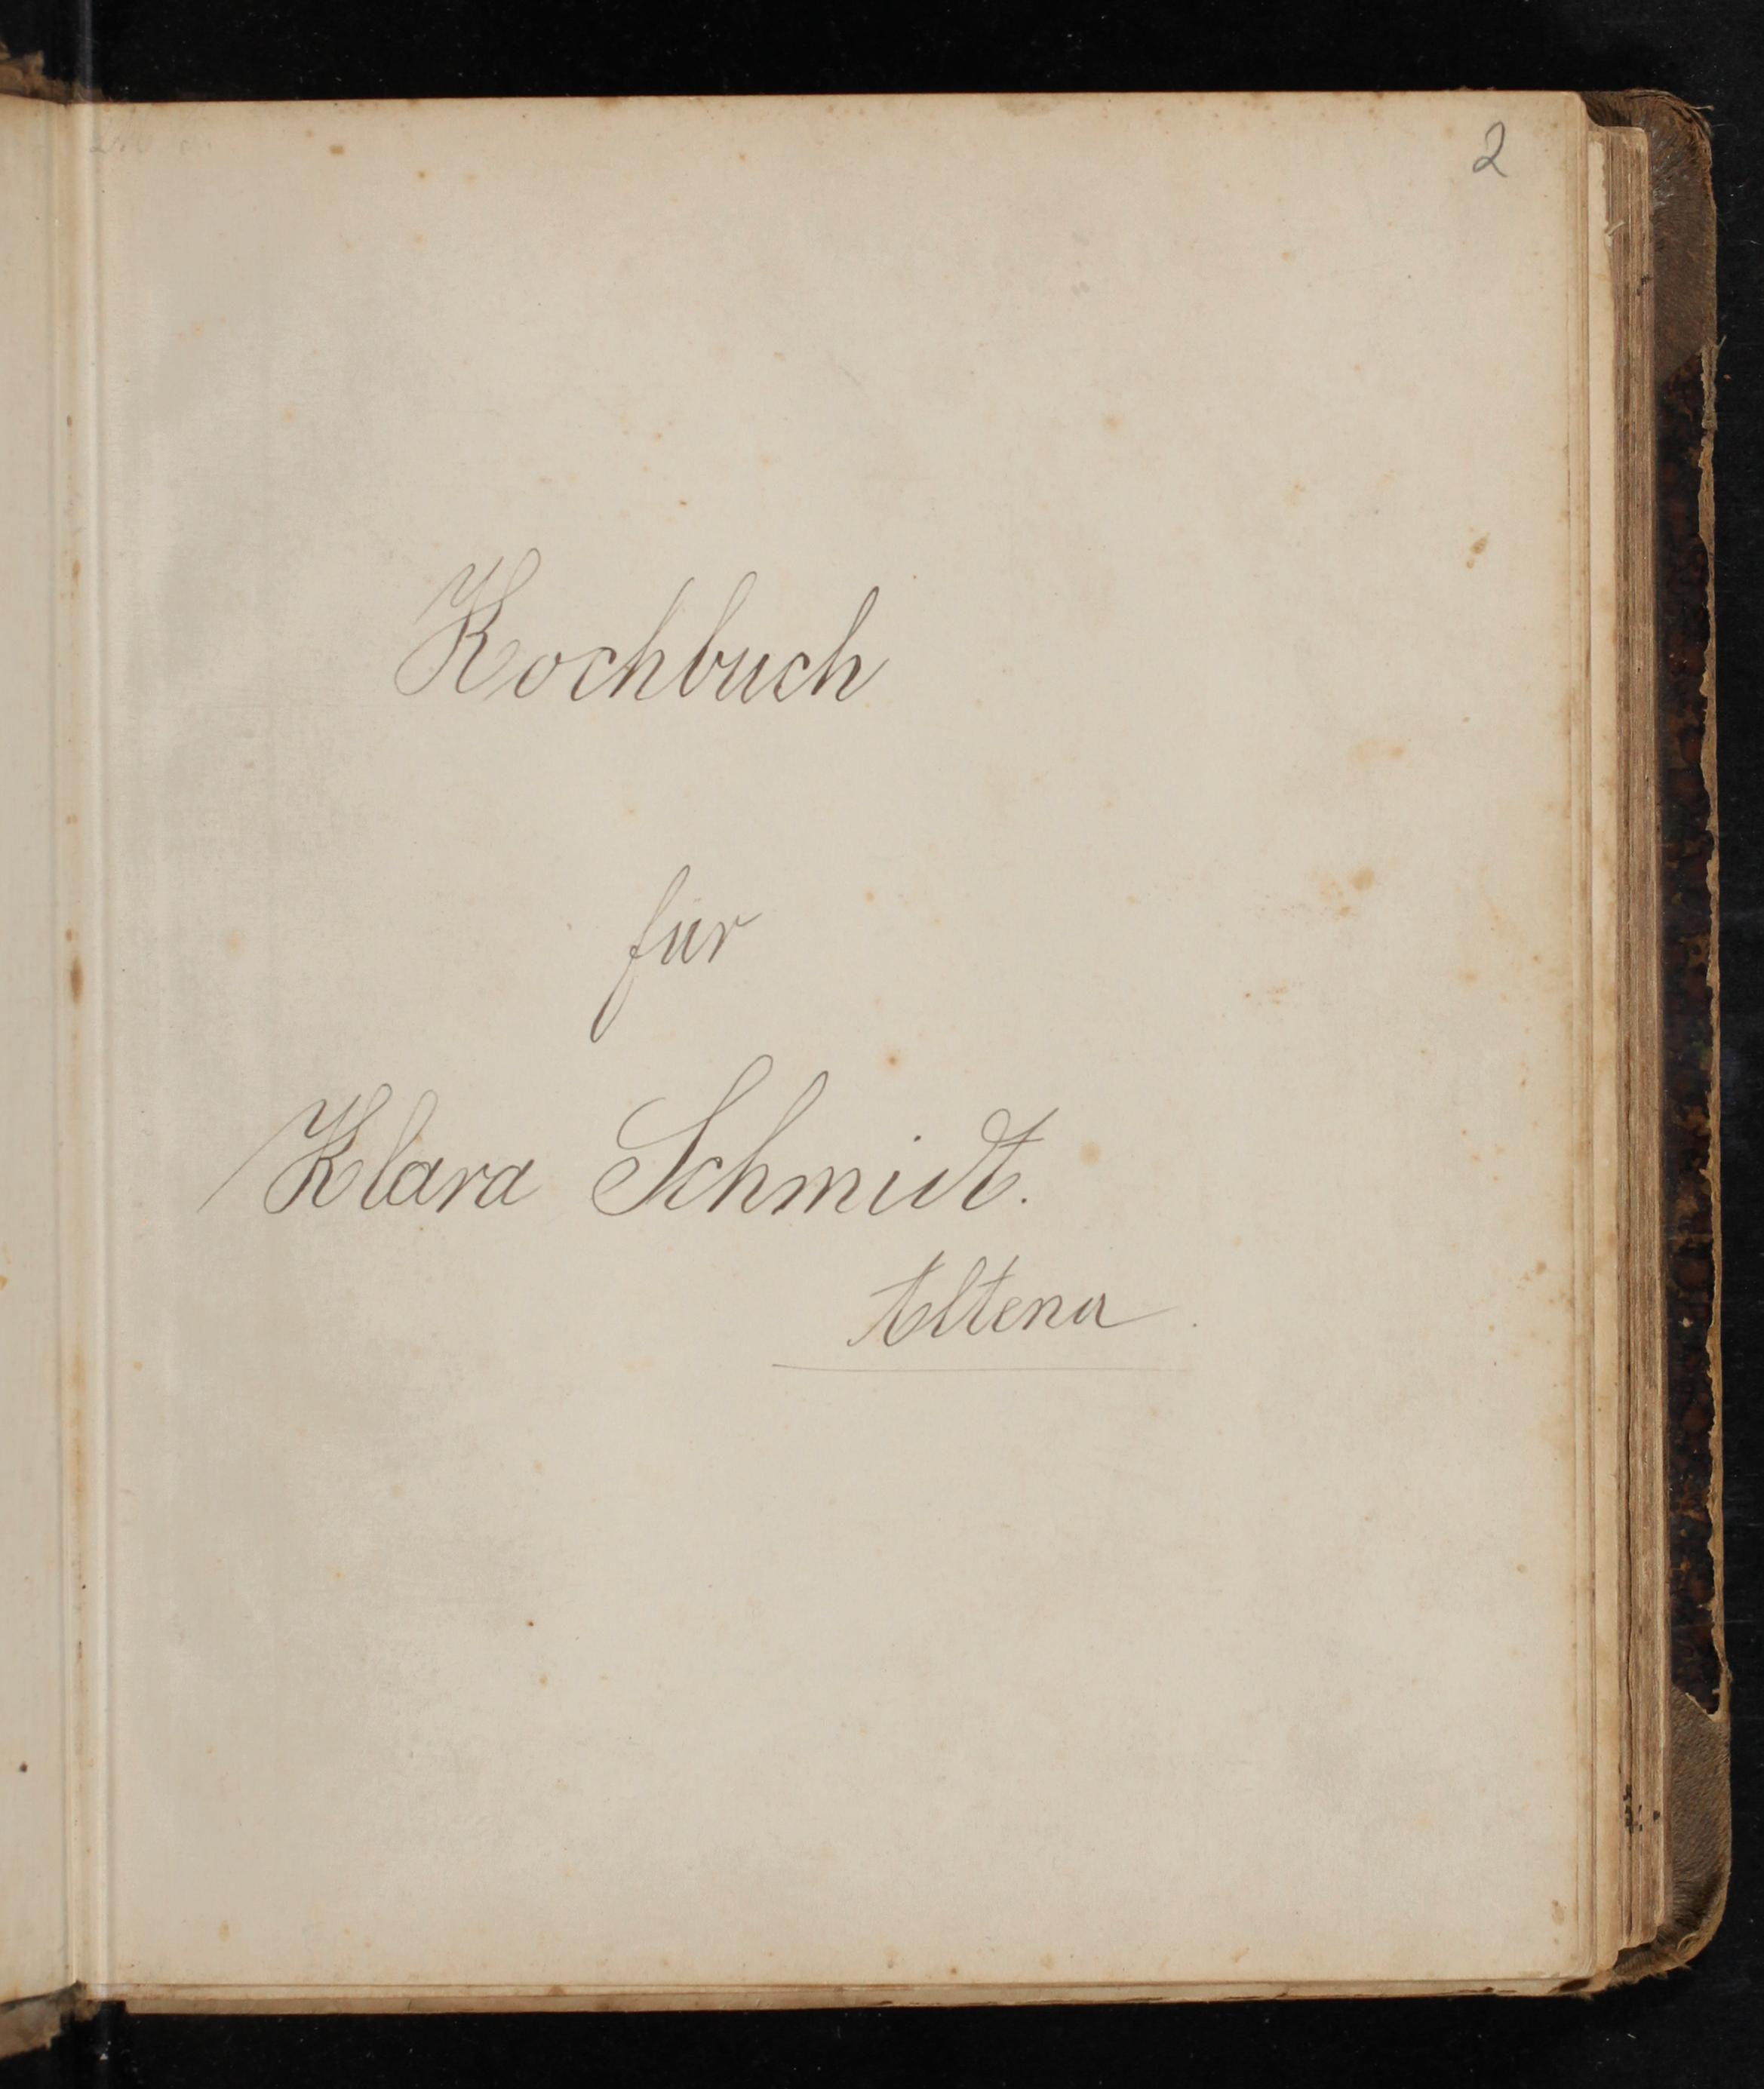 2
Kochbuch
für
Klara Schmidt.
Altena.